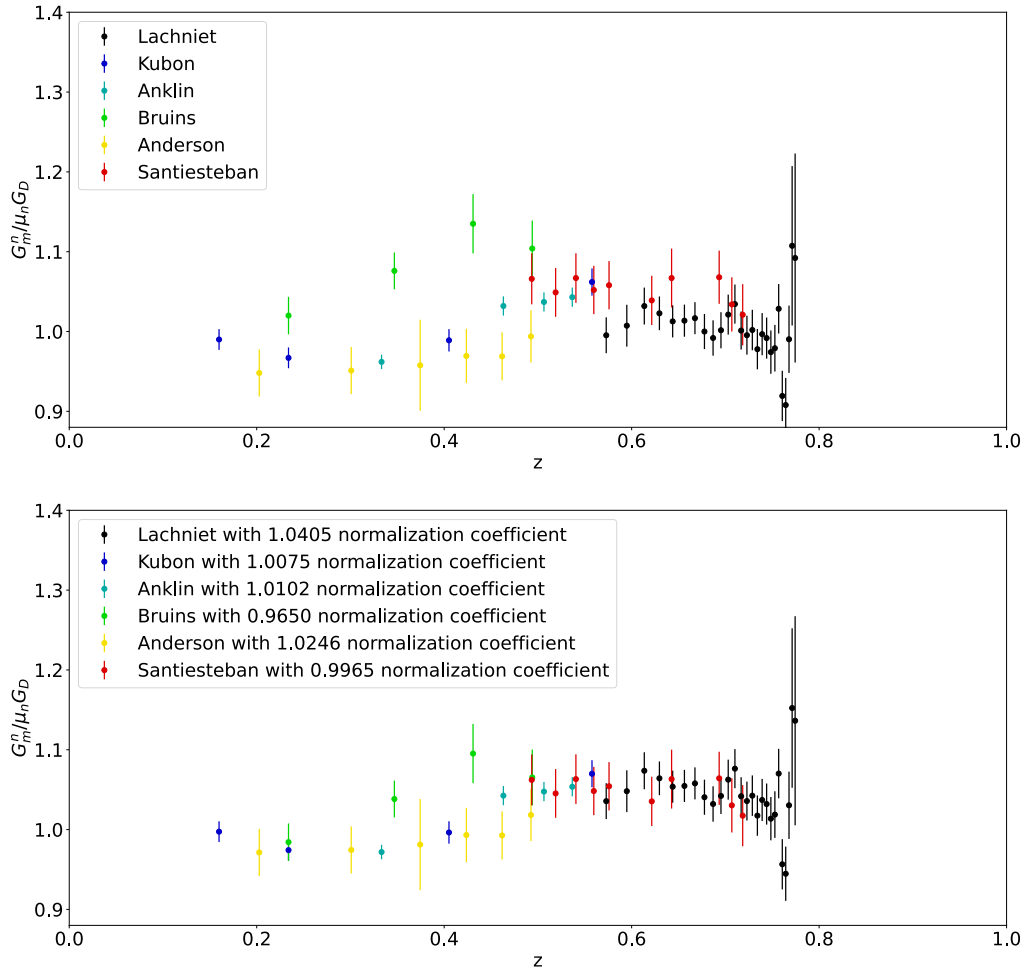 1.4
1.3
1.2
1.1
1.0
0.9
G_m^n/μ_nG_D
Lachniet
Kubon
Anklin
Bruins
Anderson
Santiesteban
0.0 0.2 0.4 0.6 0.8 1.0
z
1.4
1.3
1.2
1.1
1.0
0.9
G_m^n/μ_nG_D
Lachniet with 1.0405 normalization coefficient
Kubon with 1.0075 normalization coefficient
Anklin with 1.0102 normalization coefficient
Bruins with 0.9650 normalization coefficient
Anderson with 1.0246 normalization coefficient
Santiesteban with 0.9965 normalization coefficient
0.0 0.2 0.4 0.6 0.8 1.0
z